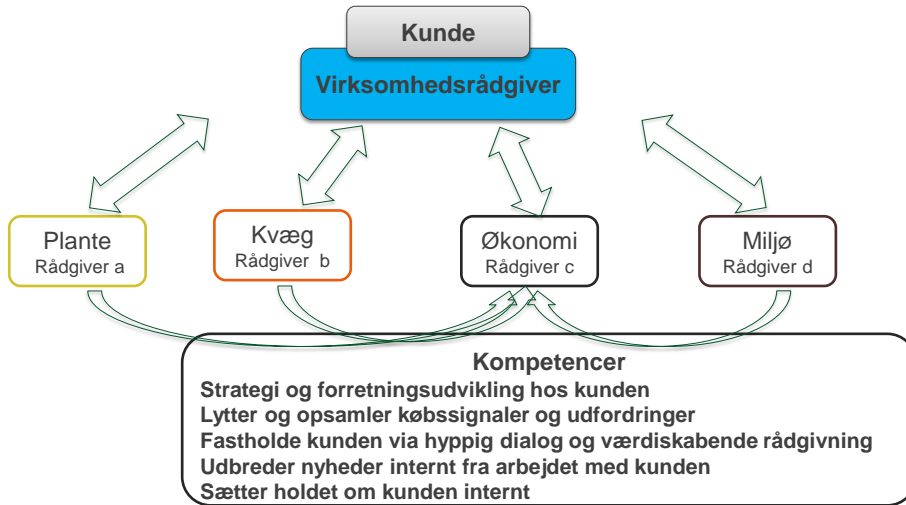 Kunde
Virksomhedsrådgiver
Plante
Rådgiver a
Kvæg
Rådgiver b
Økonomi
Rådgiver c
Miljø
Rådgiver d
Kompetencer
Strategi og forretningsudvikling hos kunden
Lytter og opsamler købssignaler og udfordringer
Fastholde kunden via hyppig dialog og værdiskabende rådgivning
Udbreder nyheder internt fra arbejdet med kunden
Sætter holdet om kunden internt